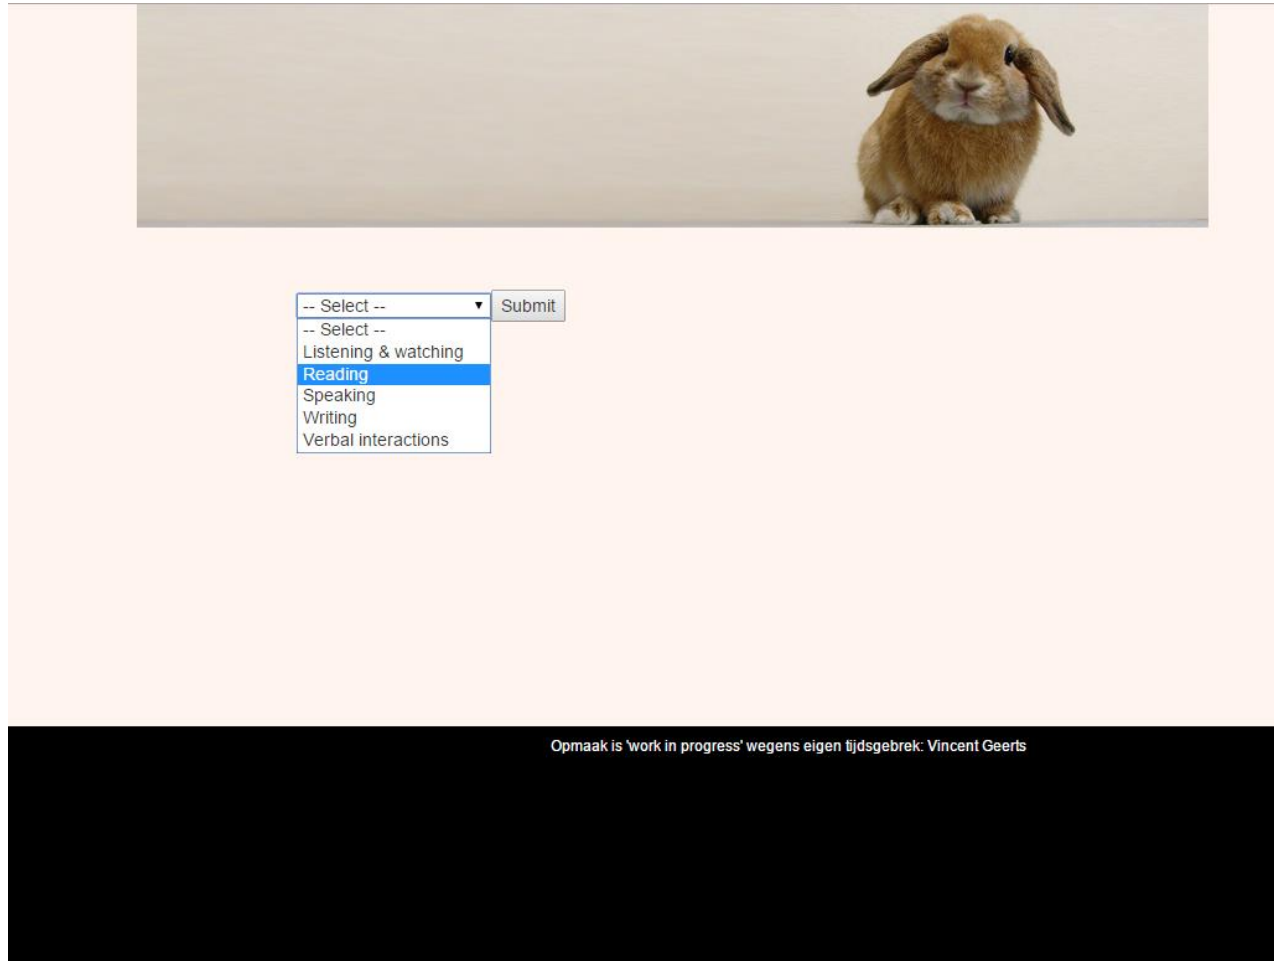 -- Select -- Submit
-- Select --
Listening & watching
Reading
Speaking
Writing
Verbal interactions
Opmaak is 'work in progress' wegens eigen tijdsgebrek: Vincent Geerts